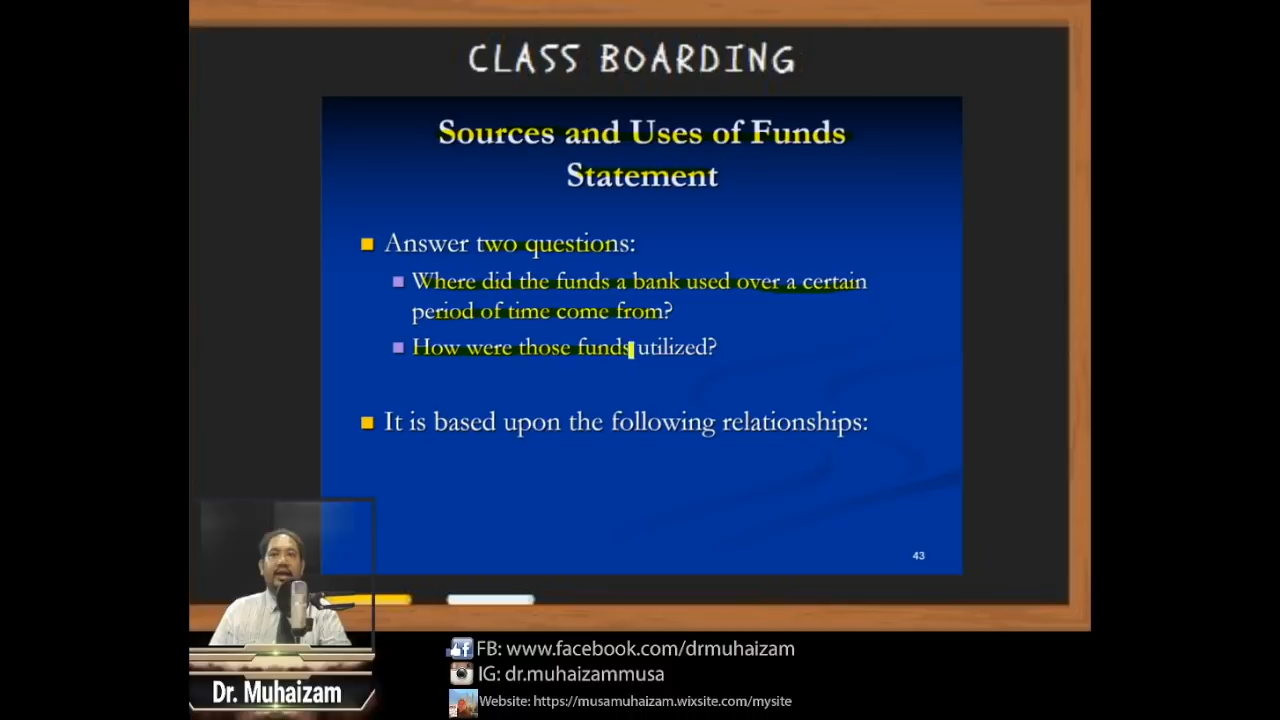 CLASS BOARDING
Sources and Uses of Funds
Statement
Answer two questions:
Where did the funds a bank used over a certain
period of time come from?
How were those funds utilized?
It is based upon the following relationships:
43
Dr. Muhaizam
FB: www.facebook.com/drmuhaizam
IG: dr.muhaizammusa
Website: https://musamuhaizam.wixsite.com/mysite